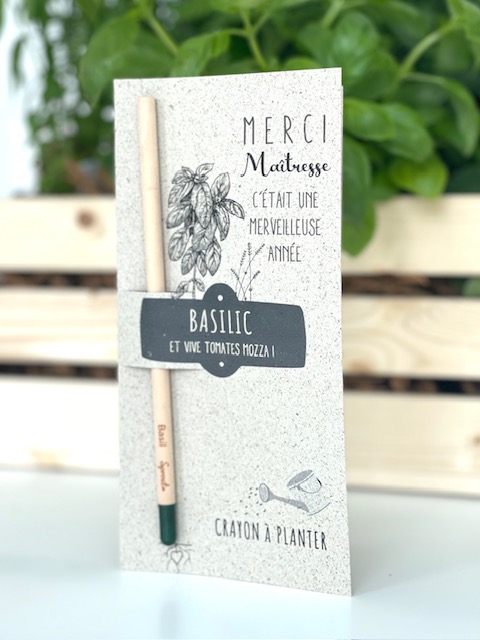 MERCI
Maîtresse
C'ÉTAIT UNE
MERVEILLEUSE
ANNÉE
BASILIC
ET VIVE TOMATES MOZZA !
Basil Sprout
CRAYON À PLANTER